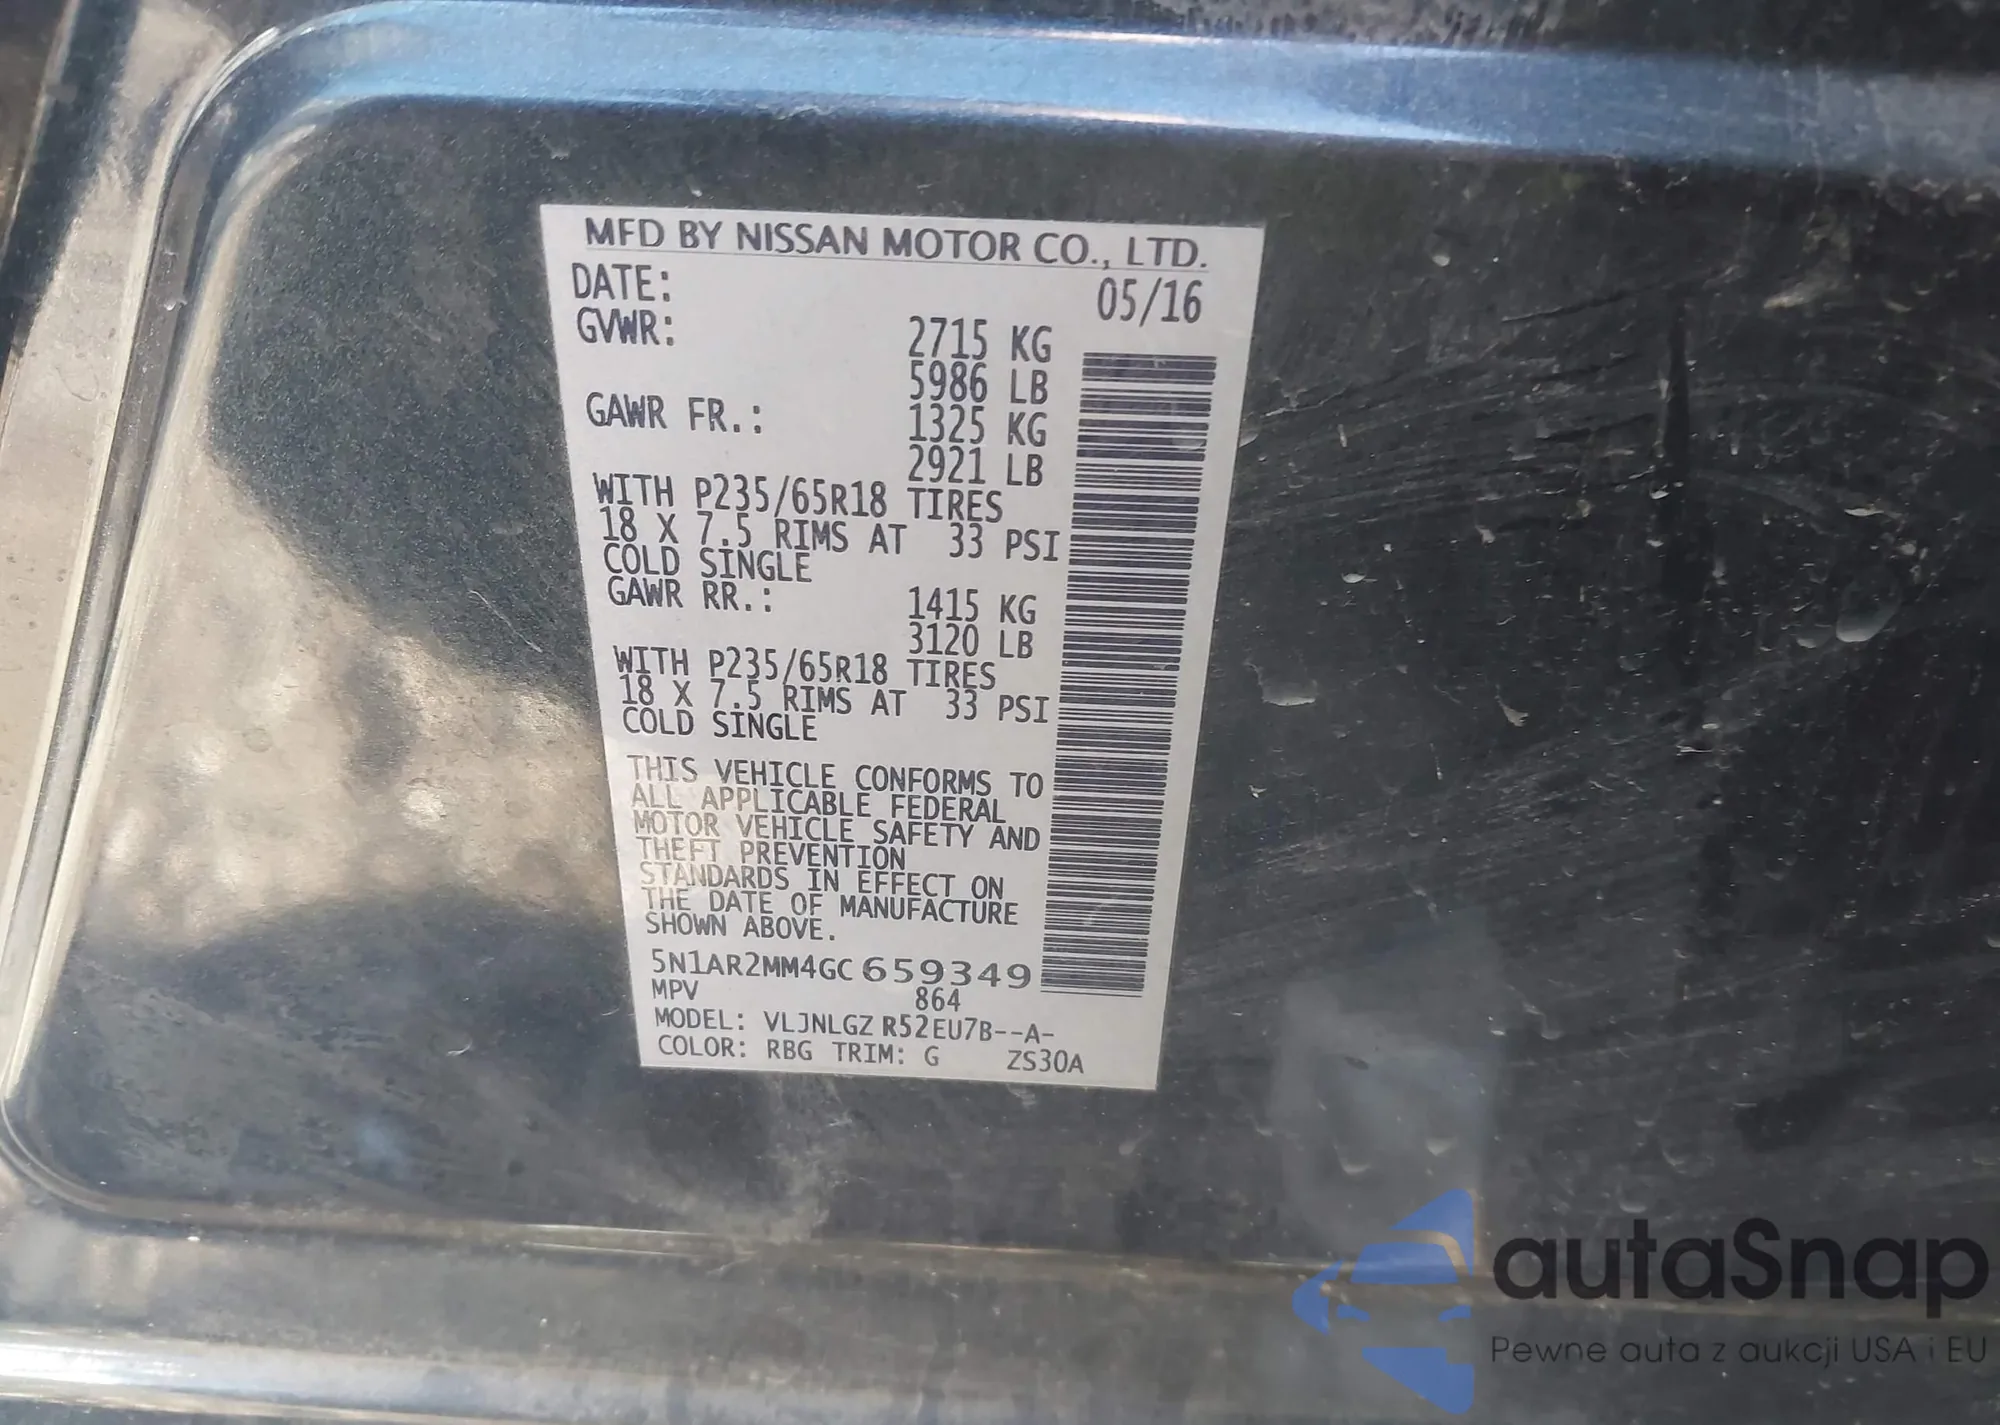 MFD BY NISSAN MOTOR CO., LTD.
DATE: 05/16
GVWR: 2715 KG
5986 LB
GAWR FR.: 1325 KG
2921 LB
WITH P235/65R18 TIRES
18 X 7.5 RIMS AT 33 PSI
COLD SINGLE
GAWR RR.: 1415 KG
3120 LB
WITH P235/65R18 TIRES
18 X 7.5 RIMS AT 33 PSI
COLD SINGLE
THIS VEHICLE CONFORMS TO
ALL APPLICABLE FEDERAL
MOTOR VEHICLE SAFETY AND
THEFT PREVENTION
STANDARDS IN EFFECT ON
THE DATE OF MANUFACTURE
SHOWN ABOVE.
5N1AR2MM4GC659349
MPV 864
MODEL: VLJNLGZ R52EU7B--A-
COLOR: RBG TRIM: G ZS30A
autaSnap
Pewne auta z aukcji USA i EU